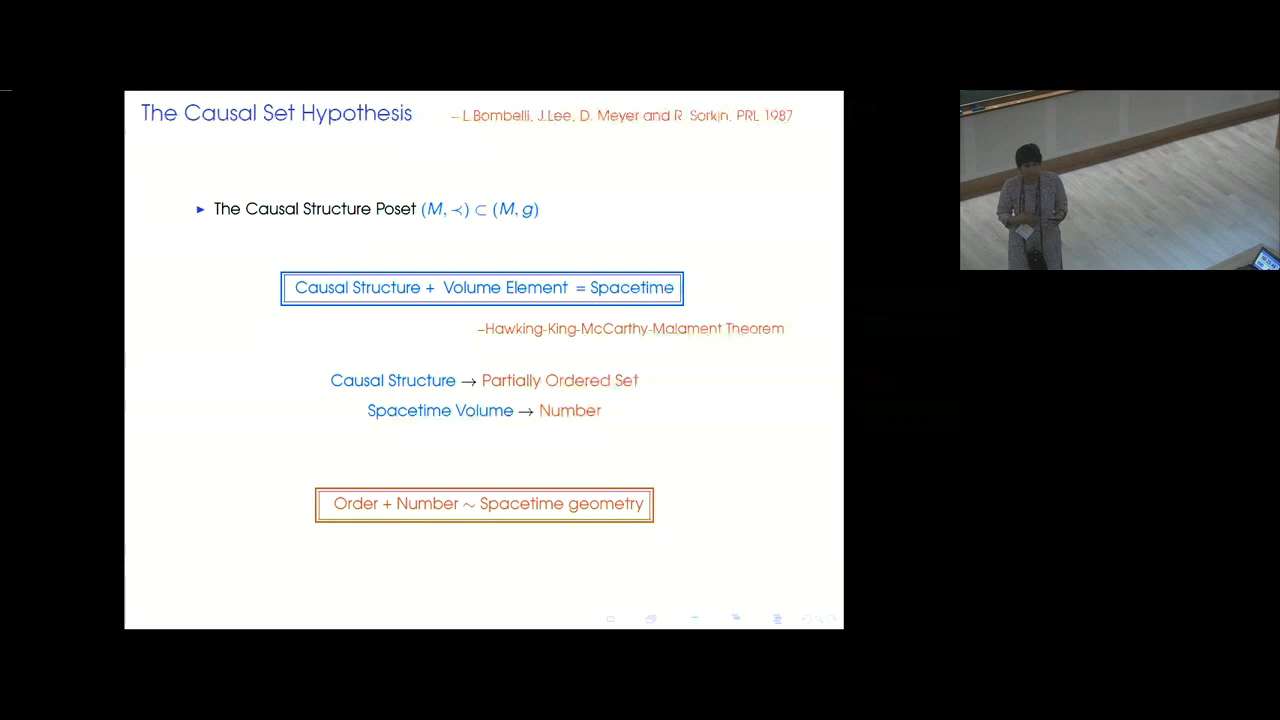 The Causal Set Hypothesis
– L.Bombelli, J.Lee, D. Meyer and R. Sorkin, PRL 1987
► The Causal Structure Poset (M, ≺) ⊂ (M, g)
Causal Structure + Volume Element = Spacetime
–Hawking-King-McCarthy-Malament Theorem
Causal Structure → Partially Ordered Set
Spacetime Volume → Number
Order + Number ∼ Spacetime geometry